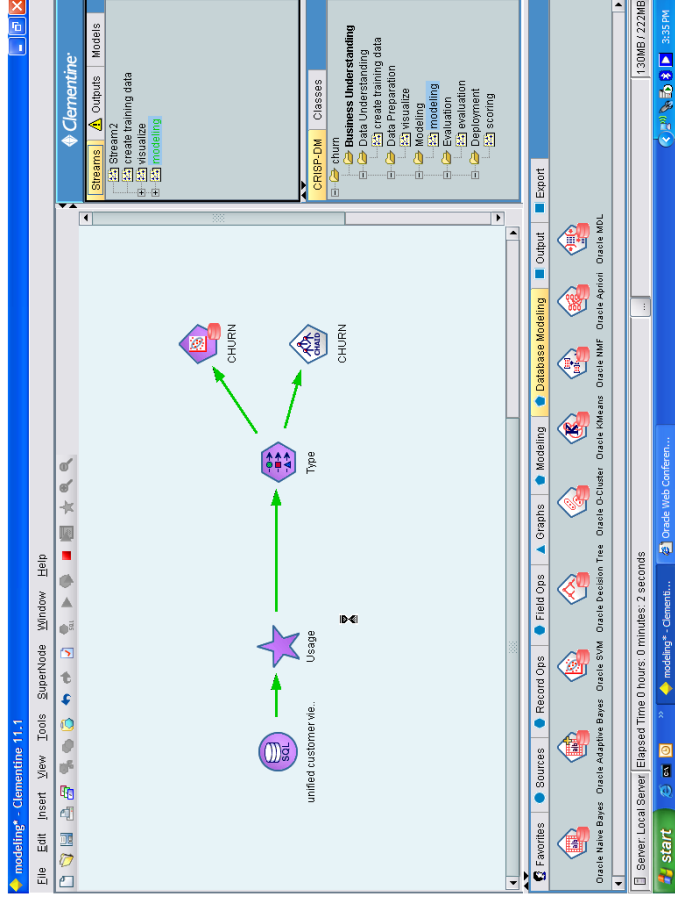 modeling* - Clementine 11.1
File Edit Insert View Tools SuperNode Window Help
SQL
unified customer vie..
Usage
Type
CHURN
CHAID
CHURN
Clementine
Streams Outputs Models
Stream2
create training data
visualize
modeling
CRISP-DM Classes
churn
Business Understanding
Data Understanding
create training data
Data Preparation
visualize
Modeling
modeling
Evaluation
evaluation
Deployment
scoring
Favorites Sources Record Ops Field Ops Graphs Modeling Database Modeling Output Export
Oracle Naive Bayes Oracle Adaptive Bayes Oracle SVM Oracle Decision Tree Oracle O-Cluster Oracle KMeans Oracle NMF Oracle Apriori Oracle MDL
Server: Local Server Elapsed Time 0 hours: 0 minutes: 2 seconds 130MB / 222MB
start modeling* - Clementi... Oracle Web Conferen... 3:35 PM